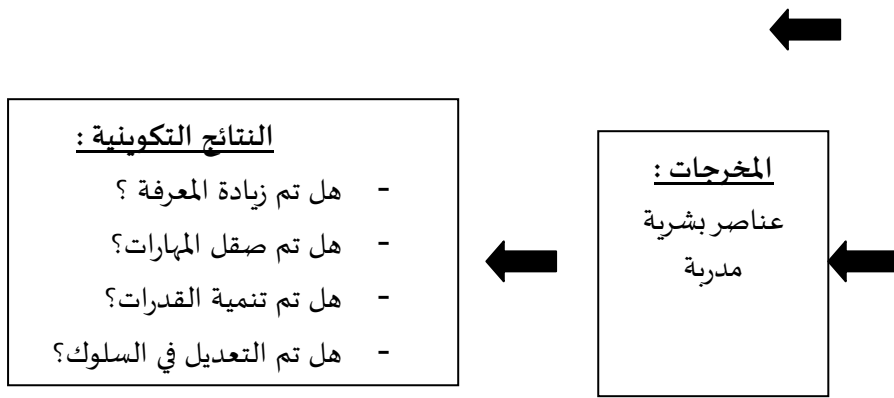 المخرجات :
عناصر بشرية
مدربة
النتائج التكوينية :
- هل تم زيادة المعرفة ؟
- هل تم صقل المهارات؟
- هل تم تنمية القدرات؟
- هل تم التعديل في السلوك؟